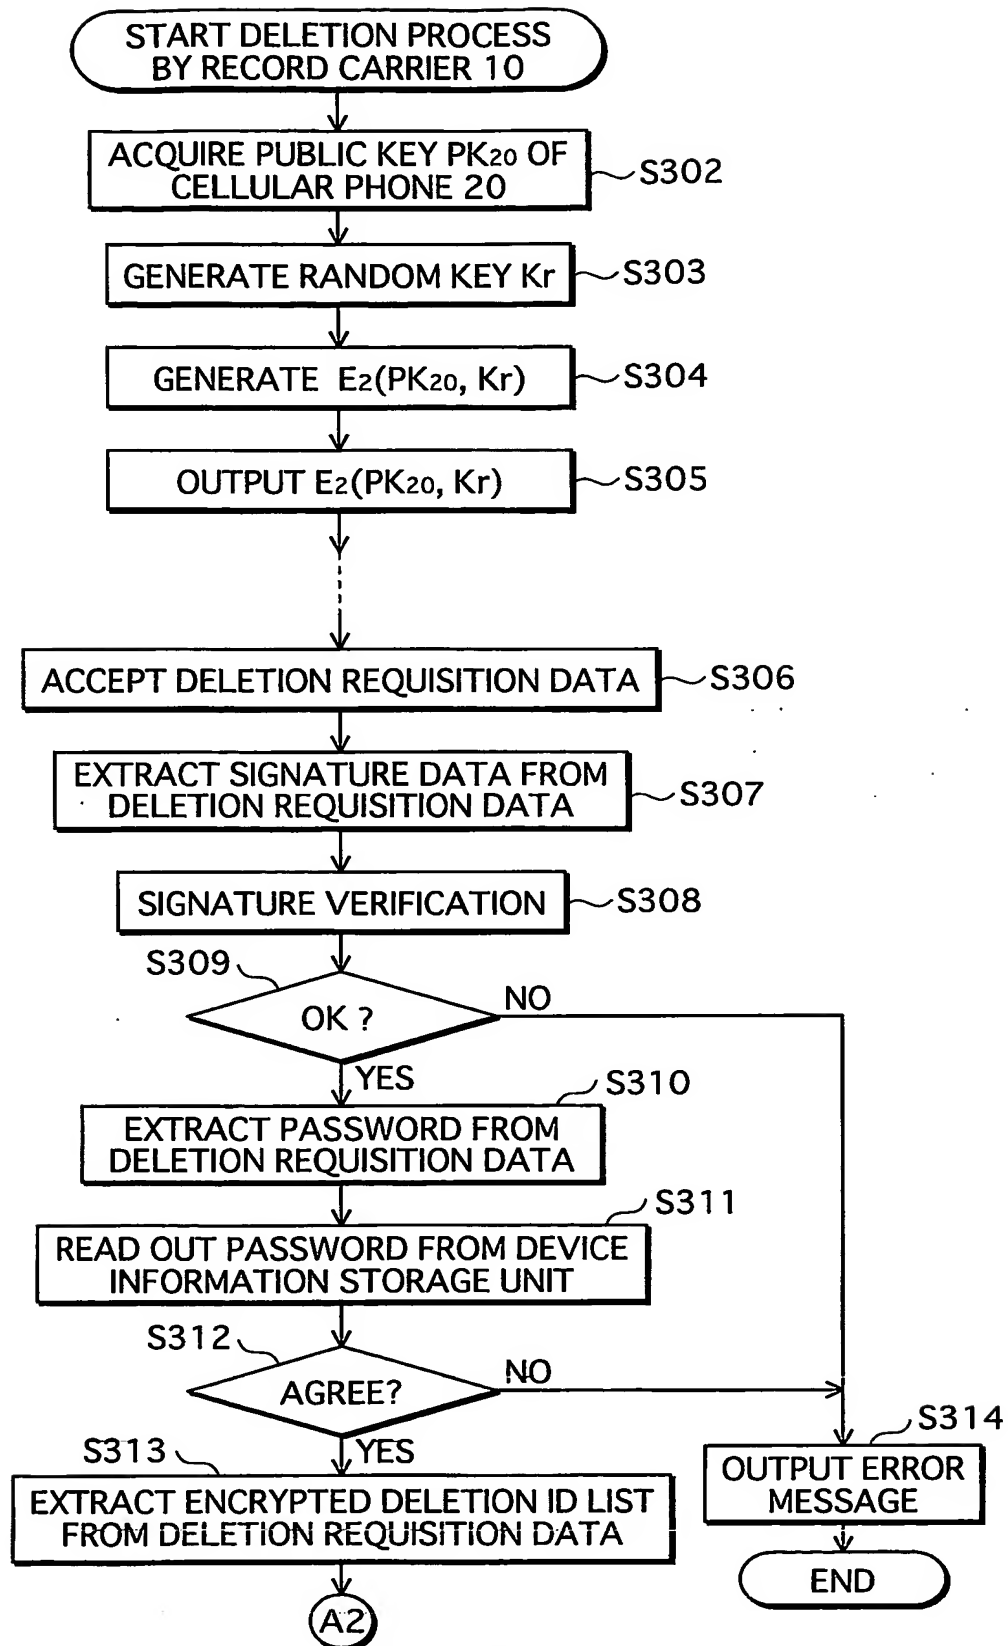 START DELETION PROCESS
BY RECORD CARRIER 10
ACQUIRE PUBLIC KEY PK20 OF
CELLULAR PHONE 20
S302
GENERATE RANDOM KEY Kr
S303
GENERATE E2(PK20, Kr)
S304
OUTPUT E2(PK20, Kr)
S305
ACCEPT DELETION REQUISITION DATA
S306
EXTRACT SIGNATURE DATA FROM
DELETION REQUISITION DATA
S307
SIGNATURE VERIFICATION
S308
S309
OK ?
NO
YES
S310
EXTRACT PASSWORD FROM
DELETION REQUISITION DATA
S311
READ OUT PASSWORD FROM DEVICE
INFORMATION STORAGE UNIT
S312
AGREE?
NO
YES
S313
EXTRACT ENCRYPTED DELETION ID LIST
FROM DELETION REQUISITION DATA
A2
S314
OUTPUT ERROR
MESSAGE
END